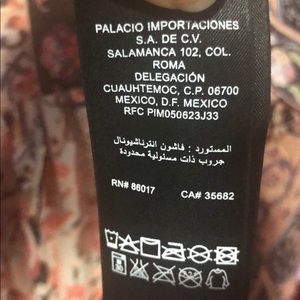 PALACIO IMPORTACIONES
S.A. DE C.V.
SALAMANCA 102, COL.
ROMA
DELEGACIÓN
CUAUHTEMOC, C.P. 06700
MEXICO, D.F. MEXICO
RFC PIM050623J33
المستورد : فاشون انترناشيونال
جروب ذات مسئولية محدودة
RN# 86017 CA# 35682